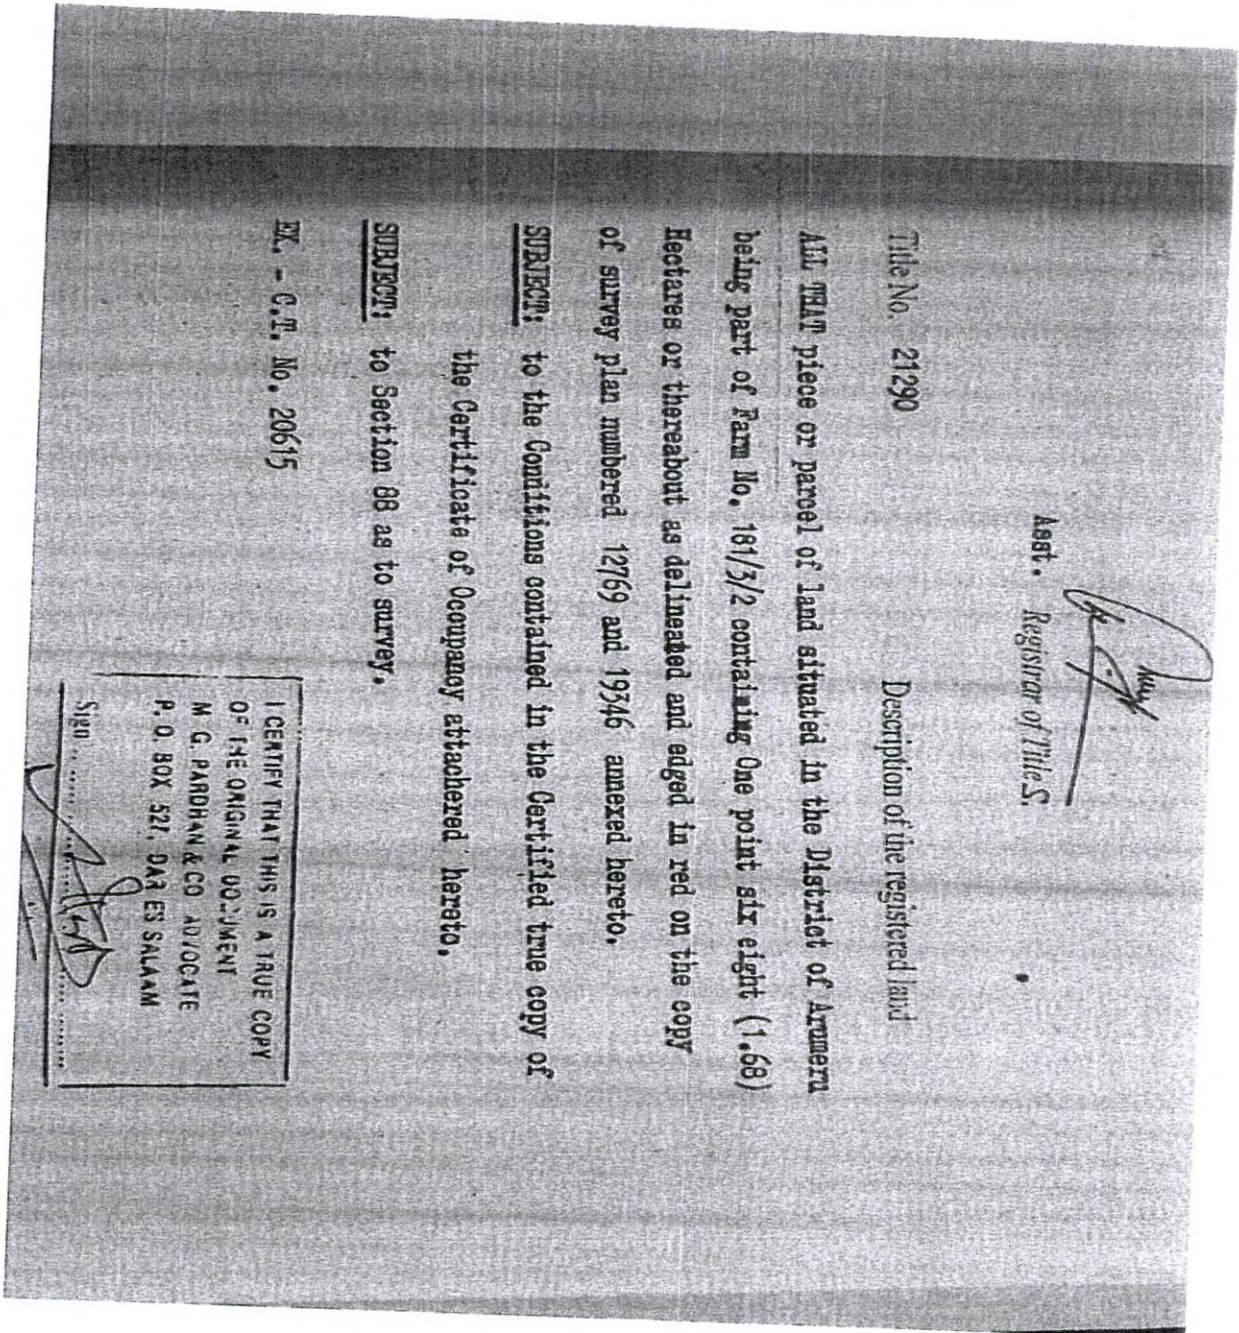 Asst. Registrar of Titles.
Title No. 21290
Description of the registered land
ALL THAT piece or parcel of land situated in the District of Arumeru
being part of Farm No. 181/3/2 containing One point six eight (1.68)
Hectares or thereabout as delineated and edged in red on the copy
of survey plan numbered 12769 and 19346 annexed hereto.
SUBJECT: to the Conditions contained in the Certified true copy of
the Certificate of Occupancy attachered hereto.
SUBJECT: to Section 88 as to survey.
EX. - C.T. No. 20615
I CERTIFY THAT THIS IS A TRUE COPY
OF THE ORIGINAL DOCUMENT
M G. PARDHAN & CO ADVOCATE
P. O. BOX 527, DAR ES SALAAM
Sign